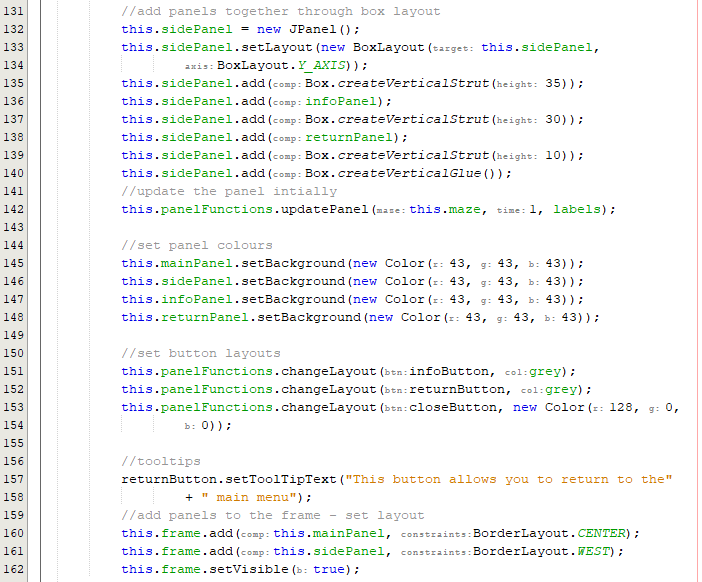 131 //add panels together through box layout
132 this.sidePanel = new JPanel();
133 this.sidePanel.setLayout(new BoxLayout(target: this.sidePanel,
134 axis: BoxLayout.Y_AXIS));
135 this.sidePanel.add(comp: Box.createVerticalStrut(height: 35));
136 this.sidePanel.add(comp: infoPanel);
137 this.sidePanel.add(comp: Box.createVerticalStrut(height: 30));
138 this.sidePanel.add(comp: returnPanel);
139 this.sidePanel.add(comp: Box.createVerticalStrut(height: 10));
140 this.sidePanel.add(comp: Box.createVerticalGlue());
141 //update the panel intially
142 this.panelFunctions.updatePanel(maze: this.maze, time: 1, labels);
143
144 //set panel colours
145 this.mainPanel.setBackground(new Color(r: 43, g: 43, b: 43));
146 this.sidePanel.setBackground(new Color(r: 43, g: 43, b: 43));
147 this.infoPanel.setBackground(new Color(r: 43, g: 43, b: 43));
148 this.returnPanel.setBackground(new Color(r: 43, g: 43, b: 43));
149
150 //set button layouts
151 this.panelFunctions.changeLayout(btn: infoButton, col: grey);
152 this.panelFunctions.changeLayout(btn: returnButton, col: grey);
153 this.panelFunctions.changeLayout(btn: closeButton, new Color(r: 128, g: 0,
154 b: 0));
155
156 //tooltips
157 returnButton.setToolTipText("This button allows you to return to the"
158 + " main menu");
159 //add panels to the frame - set layout
160 this.frame.add(comp: this.mainPanel, constraints: BorderLayout.CENTER);
161 this.frame.add(comp: this.sidePanel, constraints: BorderLayout.WEST);
162 this.frame.setVisible(b: true);